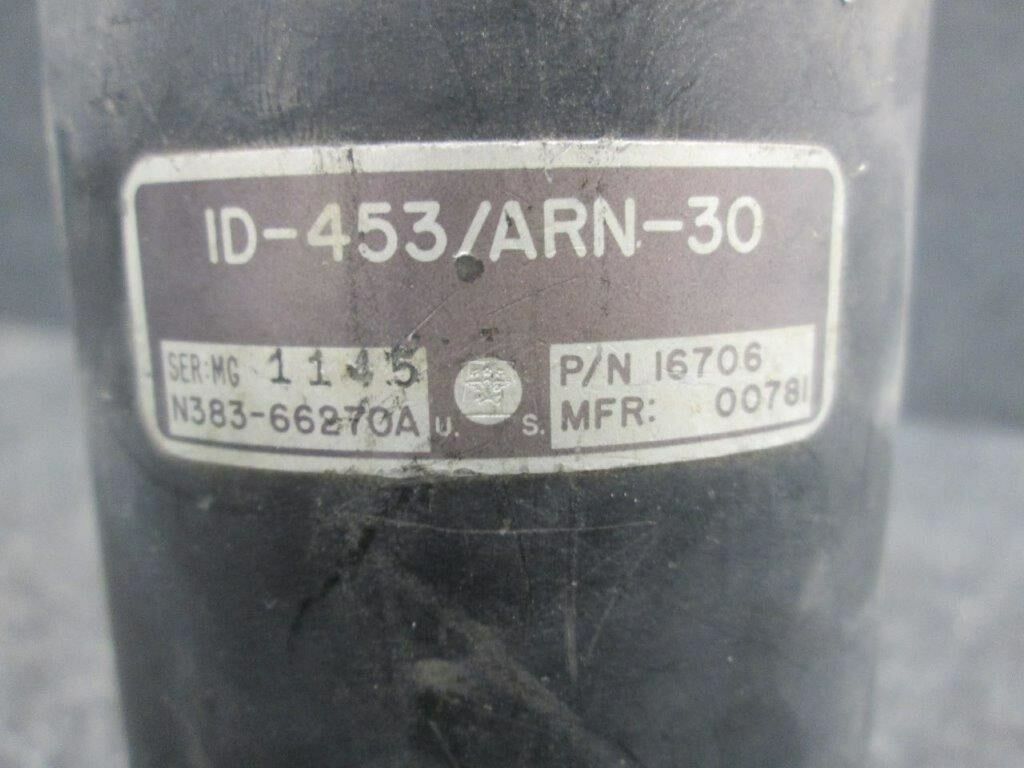 ID-453/ARN-30
SER: MG 1145
N383-66270A
U. S.
P/N 16706
MFR: 00781